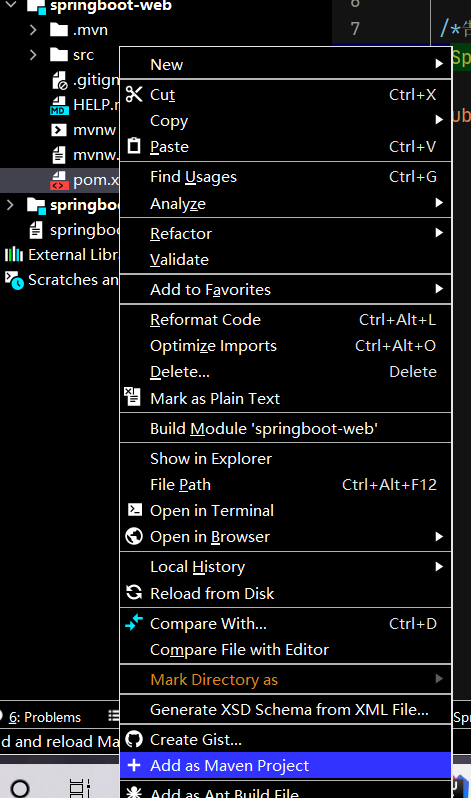 springboot-web
.mvn
src
.gitign
HELP.
mvnw
mvnw.
pom.x
springboo
springboo
External Libra
Scratches an
6
7
/*告
Sp
ub
New
Cut Ctrl+X
Copy
Paste Ctrl+V
Find Usages Ctrl+G
Analyze
Refactor
Validate
Add to Favorites
Reformat Code Ctrl+Alt+L
Optimize Imports Ctrl+Alt+O
Delete... Delete
Mark as Plain Text
Build Module 'springboot-web'
Show in Explorer
File Path Ctrl+Alt+F12
Open in Terminal
Open in Browser
Local History
Reload from Disk
Compare With... Ctrl+D
Compare File with Editor
Mark Directory as
Generate XSD Schema from XML File...
Create Gist...
Add as Maven Project
Add as Ant Build File
6: Problems
Spr
d and reload Ma